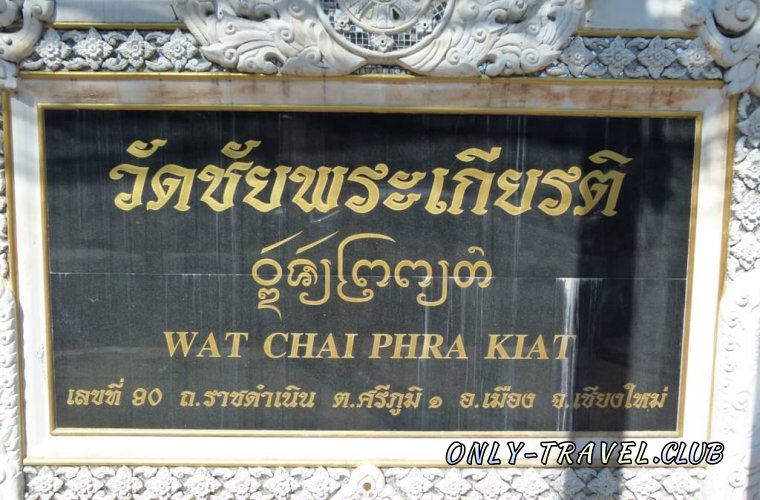 วัดชัยพระเกียรติ
WAT CHAI PHRA KIAT
เลขที่ ๒๐ ถ.ราชดำเนิน ต.ศรีภูมิ ๑ อ.เมือง จ.เชียงใหม่
ONLY-TRAVEL.CLUB